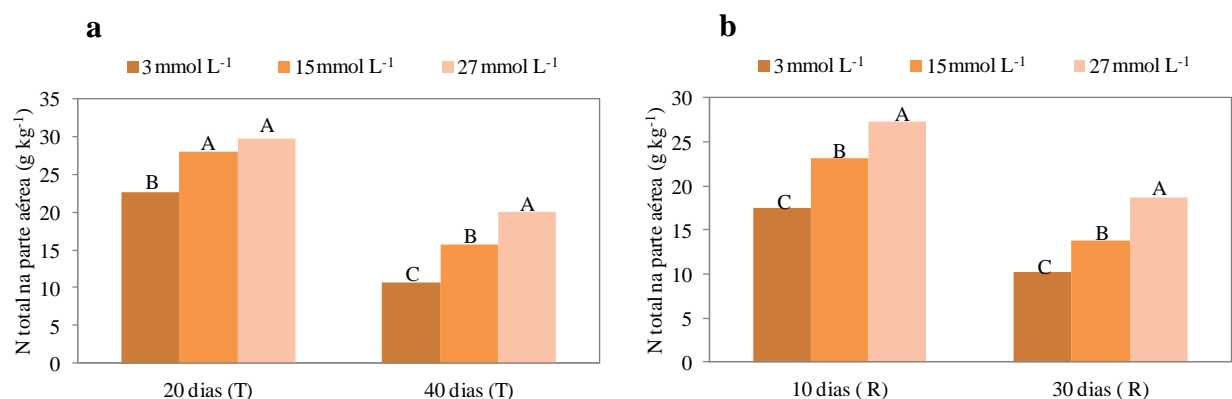 a
3 mmol L⁻¹ 15 mmol L⁻¹ 27 mmol L⁻¹
N total na parte aérea (g kg⁻¹)
35
30
25
20
15
10
5
0
B
A
A
C
B
A
20 dias (T) 40 dias (T)
b
3 mmol L⁻¹ 15 mmol L⁻¹ 27 mmol L⁻¹
N total na parte aérea (g kg⁻¹)
30
25
20
15
10
5
0
C
B
A
C
B
A
10 dias ( R) 30 dias ( R)